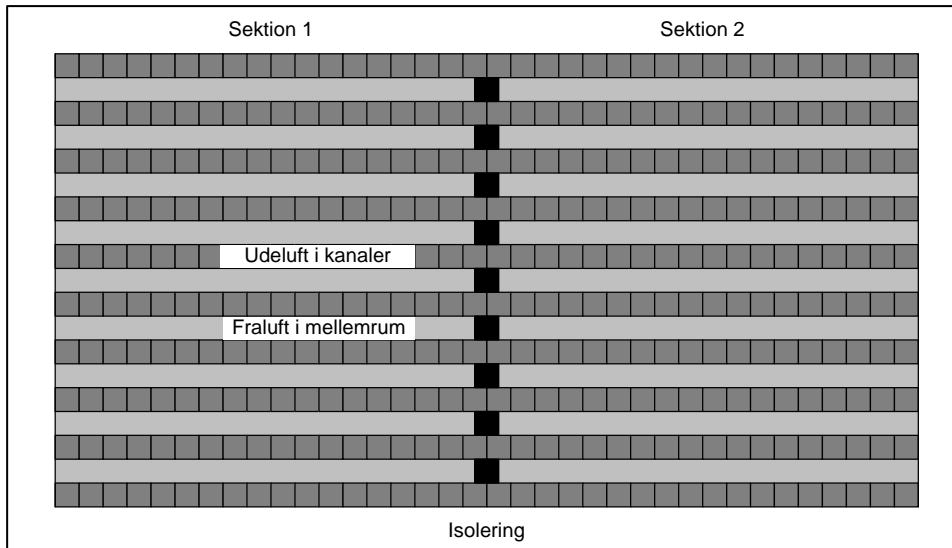 Sektion 1
Sektion 2
Udeluft i kanaler
Fraluft i mellemrum
Isolering